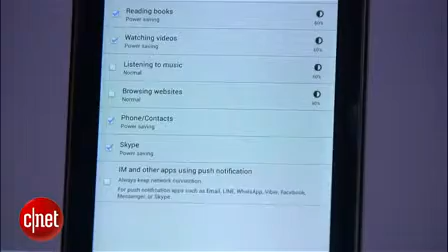 Reading books
Power saving
80%
Watching videos
Power saving
Listening to music
Normal
Browsing websites
Normal
Phone/Contacts
Power saving
Skype
Power saving
IM and other apps using push notification
Always keep network connection.
For push notification apps such as Email, LINE, WhatsApp, Viber, Facebook,
Messenger, or Skype.
c|net